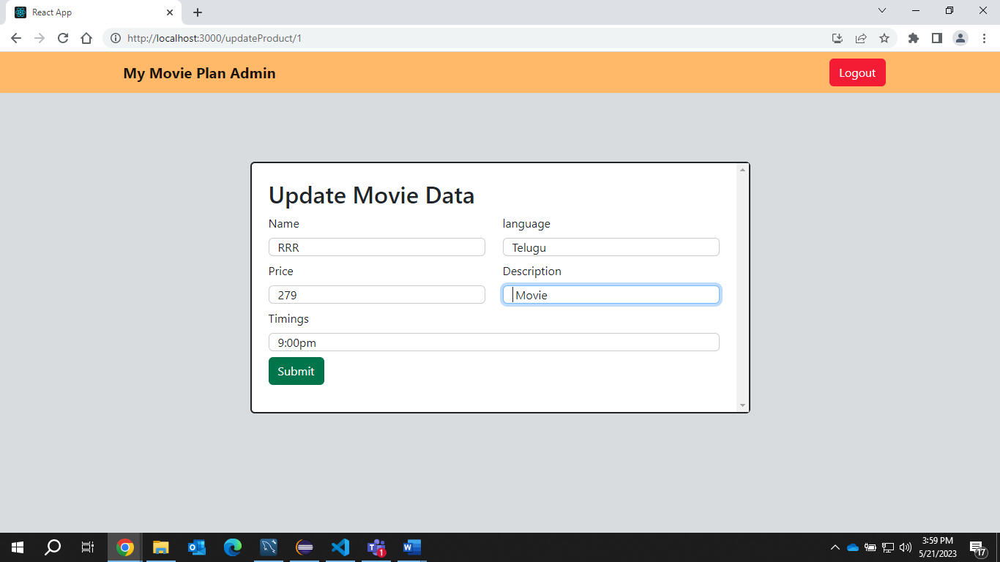 React App
http://localhost:3000/updateProduct/1
My Movie Plan Admin
Logout
Update Movie Data
Name
language
RRR
Telugu
Price
Description
279
Movie
Timings
9:00pm
Submit
1
3:59 PM
5/21/2023
17